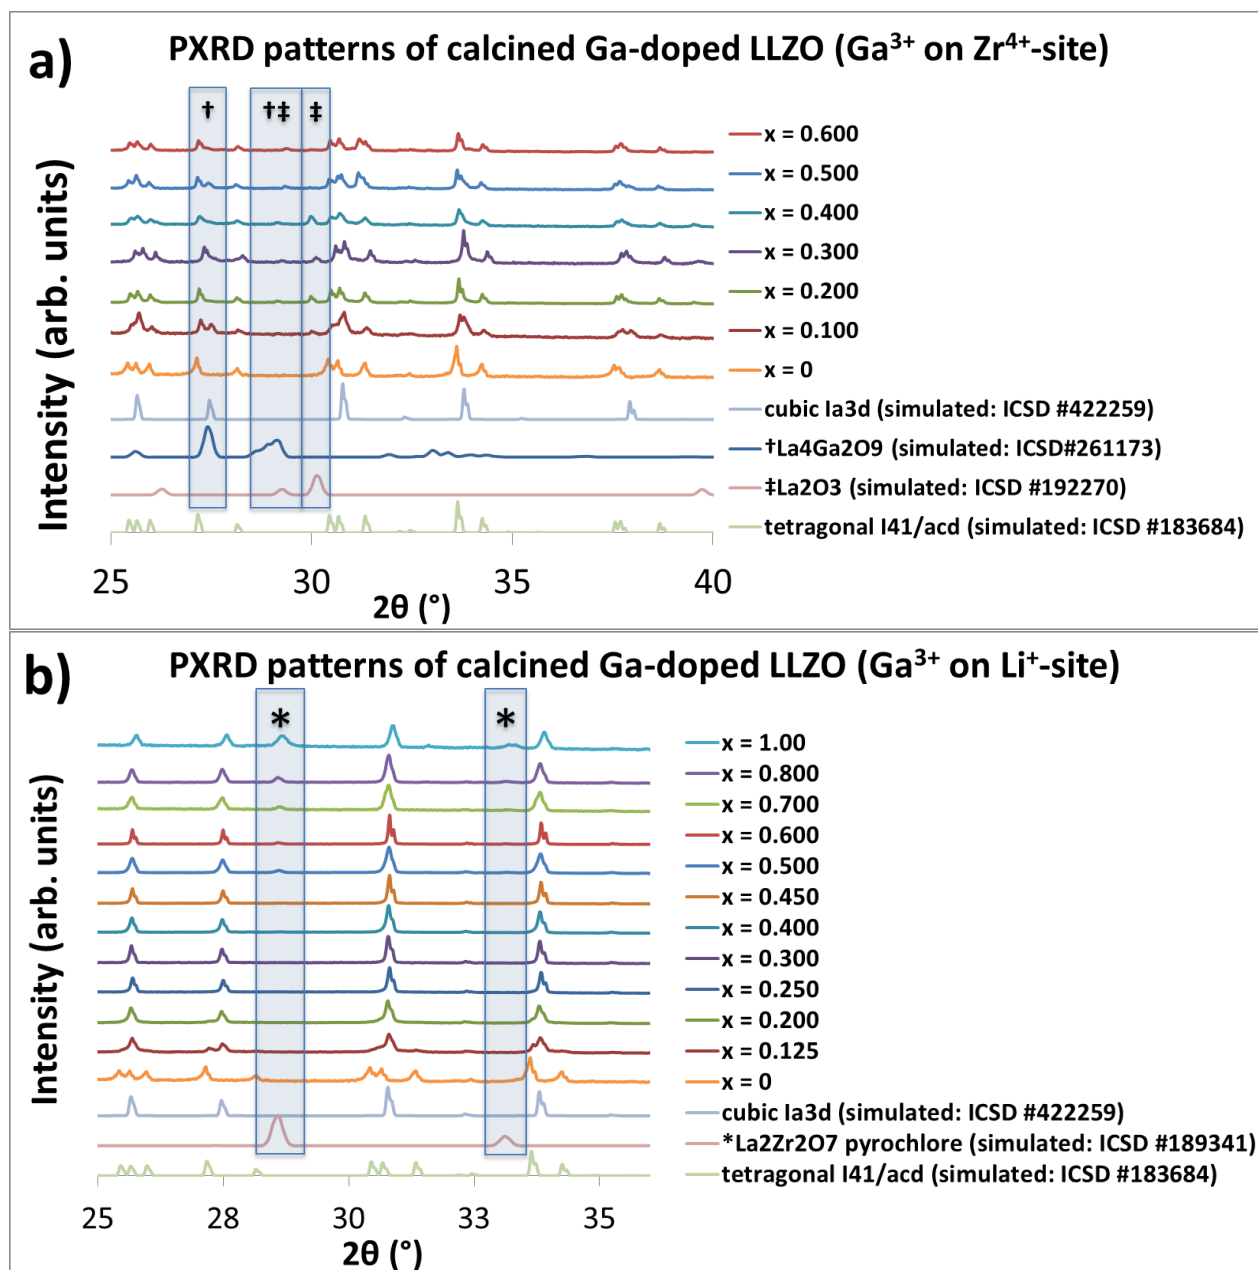 a)
PXRD patterns of calcined Ga-doped LLZO (Ga³⁺ on Zr⁴⁺-site)
† †‡ ‡
Intensity (arb. units)
x = 0.600
x = 0.500
x = 0.400
x = 0.300
x = 0.200
x = 0.100
x = 0
cubic Ia3d (simulated: ICSD #422259)
†La4Ga2O9 (simulated: ICSD#261173)
‡La2O3 (simulated: ICSD #192270)
tetragonal I41/acd (simulated: ICSD #183684)
25 30 35 40
2θ (°)
b)
PXRD patterns of calcined Ga-doped LLZO (Ga³⁺ on Li⁺-site)
* *
Intensity (arb. units)
x = 1.00
x = 0.800
x = 0.700
x = 0.600
x = 0.500
x = 0.450
x = 0.400
x = 0.300
x = 0.250
x = 0.200
x = 0.125
x = 0
cubic Ia3d (simulated: ICSD #422259)
*La2Zr2O7 pyrochlore (simulated: ICSD #189341)
tetragonal I41/acd (simulated: ICSD #183684)
25 28 30 33 35
2θ (°)